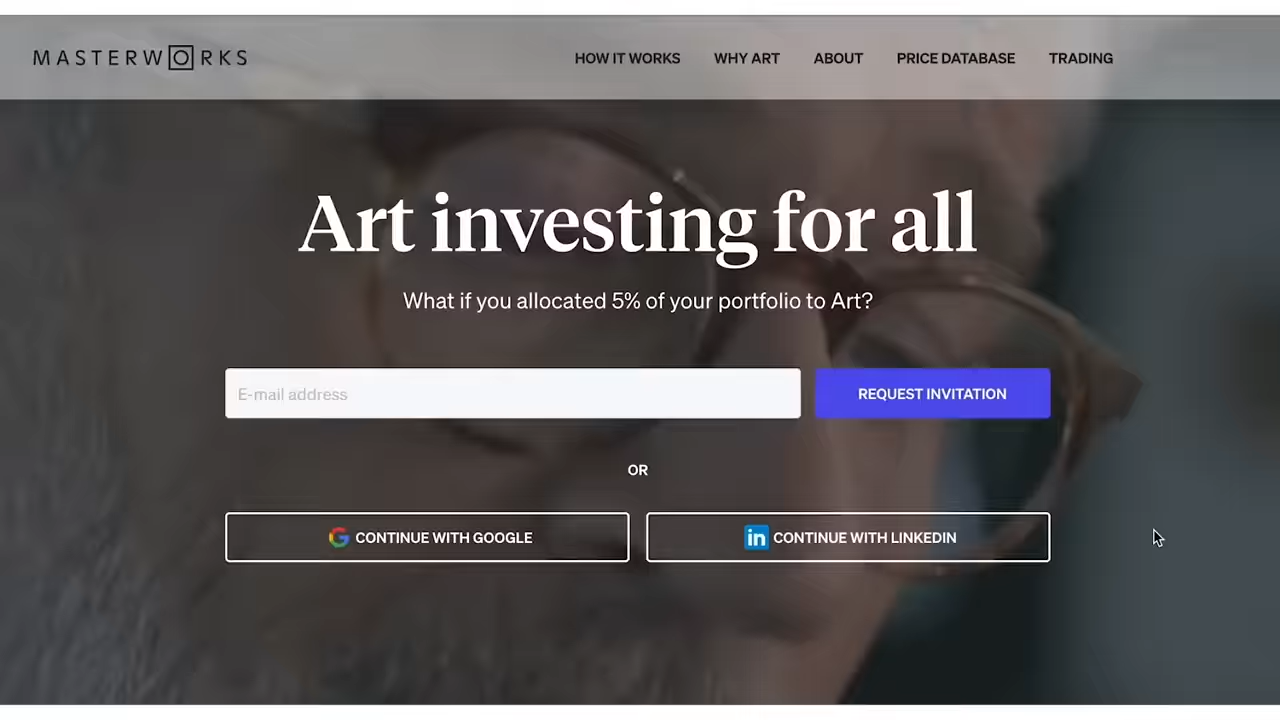 MASTERWORKS
HOW IT WORKS WHY ART ABOUT PRICE DATABASE TRADING
Art investing for all
What if you allocated 5% of your portfolio to Art?
E-mail address REQUEST INVITATION
OR
CONTINUE WITH GOOGLE in CONTINUE WITH LINKEDIN